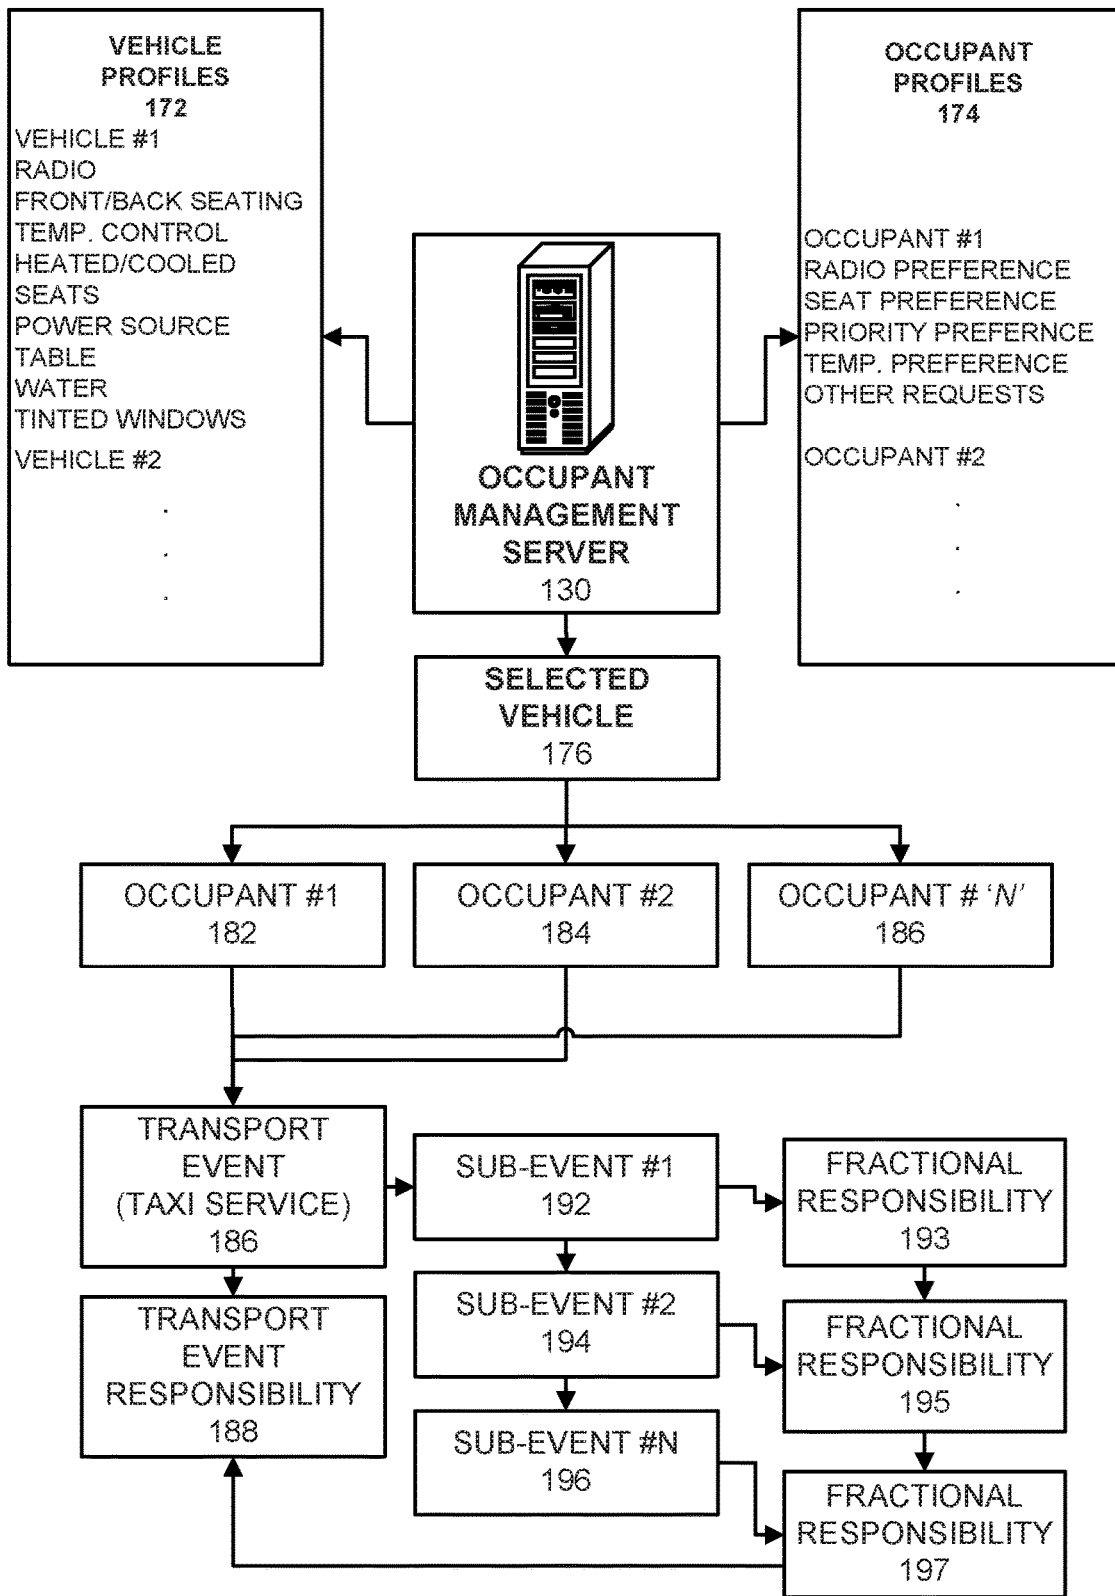 VEHICLE
PROFILES
172
VEHICLE #1
RADIO
FRONT/BACK SEATING
TEMP. CONTROL
HEATED/COOLED
SEATS
POWER SOURCE
TABLE
WATER
TINTED WINDOWS
VEHICLE #2
.
.
.
OCCUPANT
MANAGEMENT
SERVER
130
OCCUPANT
PROFILES
174
OCCUPANT #1
RADIO PREFERENCE
SEAT PREFERENCE
PRIORITY PREFERNCE
TEMP. PREFERENCE
OTHER REQUESTS
OCCUPANT #2
.
.
.
SELECTED
VEHICLE
176
OCCUPANT #1
182
OCCUPANT #2
184
OCCUPANT # 'N'
186
TRANSPORT
EVENT
(TAXI SERVICE)
186
SUB-EVENT #1
192
FRACTIONAL
RESPONSIBILITY
193
TRANSPORT
EVENT
RESPONSIBILITY
188
SUB-EVENT #2
194
FRACTIONAL
RESPONSIBILITY
195
SUB-EVENT #N
196
FRACTIONAL
RESPONSIBILITY
197